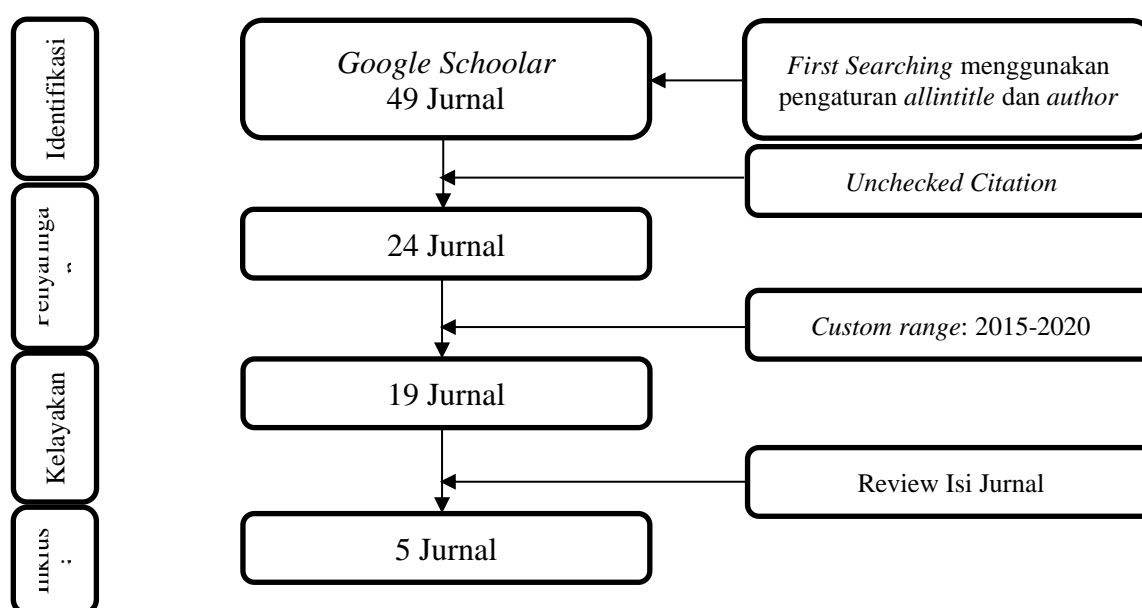 Identifikasi
Google Schoolar
49 Jurnal
First Searching menggunakan
pengaturan allintitle dan author
Unchecked Citation
24 Jurnal
Custom range: 2015-2020
Kelayakan
19 Jurnal
Review Isi Jurnal
5 Jurnal